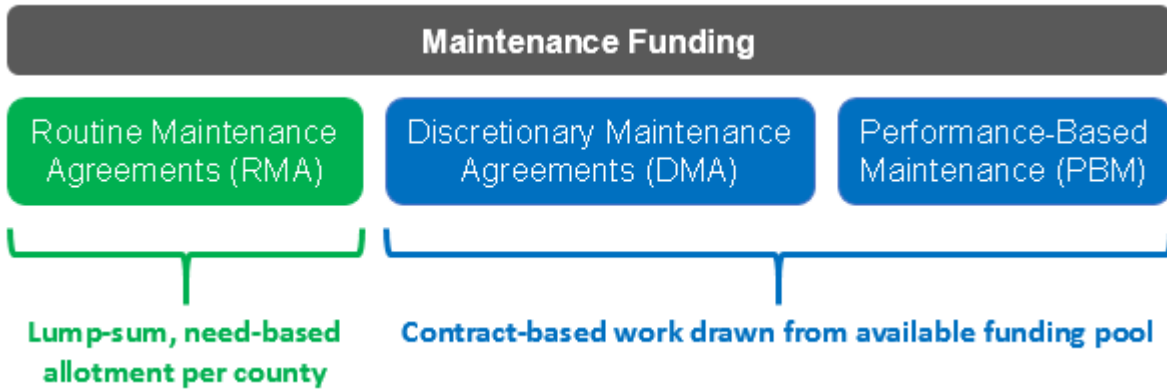 Maintenance Funding
Routine Maintenance
Agreements (RMA)
Discretionary Maintenance
Agreements (DMA)
Performance-Based
Maintenance (PBM)
Lump-sum, need-based
allotment per county
Contract-based work drawn from available funding pool